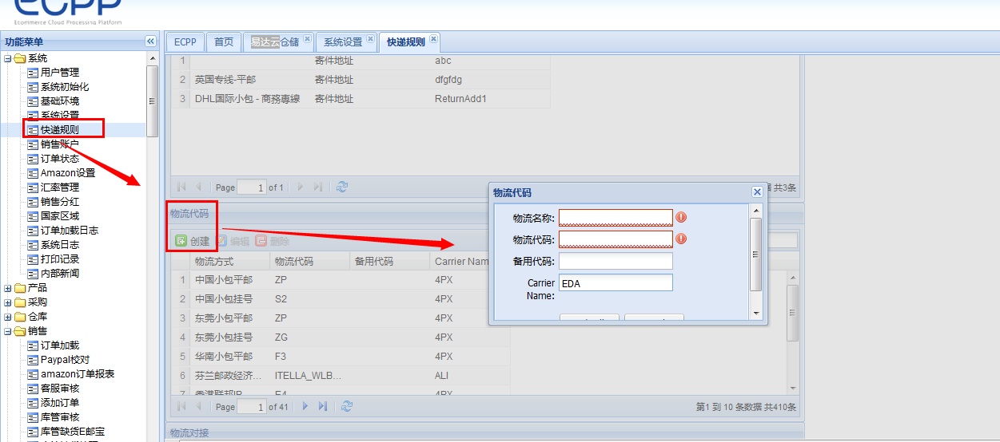 ECPP
Ecommerce Cloud Processing Platform
功能菜单
系统
用户管理
系统初始化
基础环境
系统设置
快递规则
销售账户
订单状态
Amazon设置
汇率管理
销售分红
国家区域
订单加载日志
系统日志
打印记录
内部新闻
产品
采购
仓库
销售
订单加载
Paypal校对
amazon订单报表
客服审核
添加订单
库管审核
库管缺货E邮宝
ECPP 首页 易达云仓储 系统设置 快递规则
1 寄件地址 abc
2 英国专线-平邮 寄件地址 dfgfdg
3 DHL国际小包 - 商務專線 寄件地址 ReturnAdd1
Page 1 of 1 共3条
物流代码
创建 编辑 删除
物流方式 物流代码 备用代码 Carrier Nam
1 中国小包平邮 ZP 4PX
2 中国小包挂号 S2 4PX
3 东莞小包平邮 ZP 4PX
4 东莞小包挂号 ZG 4PX
5 华南小包平邮 F3 4PX
6 芬兰邮政经济... ITELLA_WLB... ALI
7 香港联邦IP E4 4PX
Page 1 of 41 第1 到 10 条数据 共410条
物流对接
物流代码
物流名称:
物流代码:
备用代码:
Carrier Name: EDA